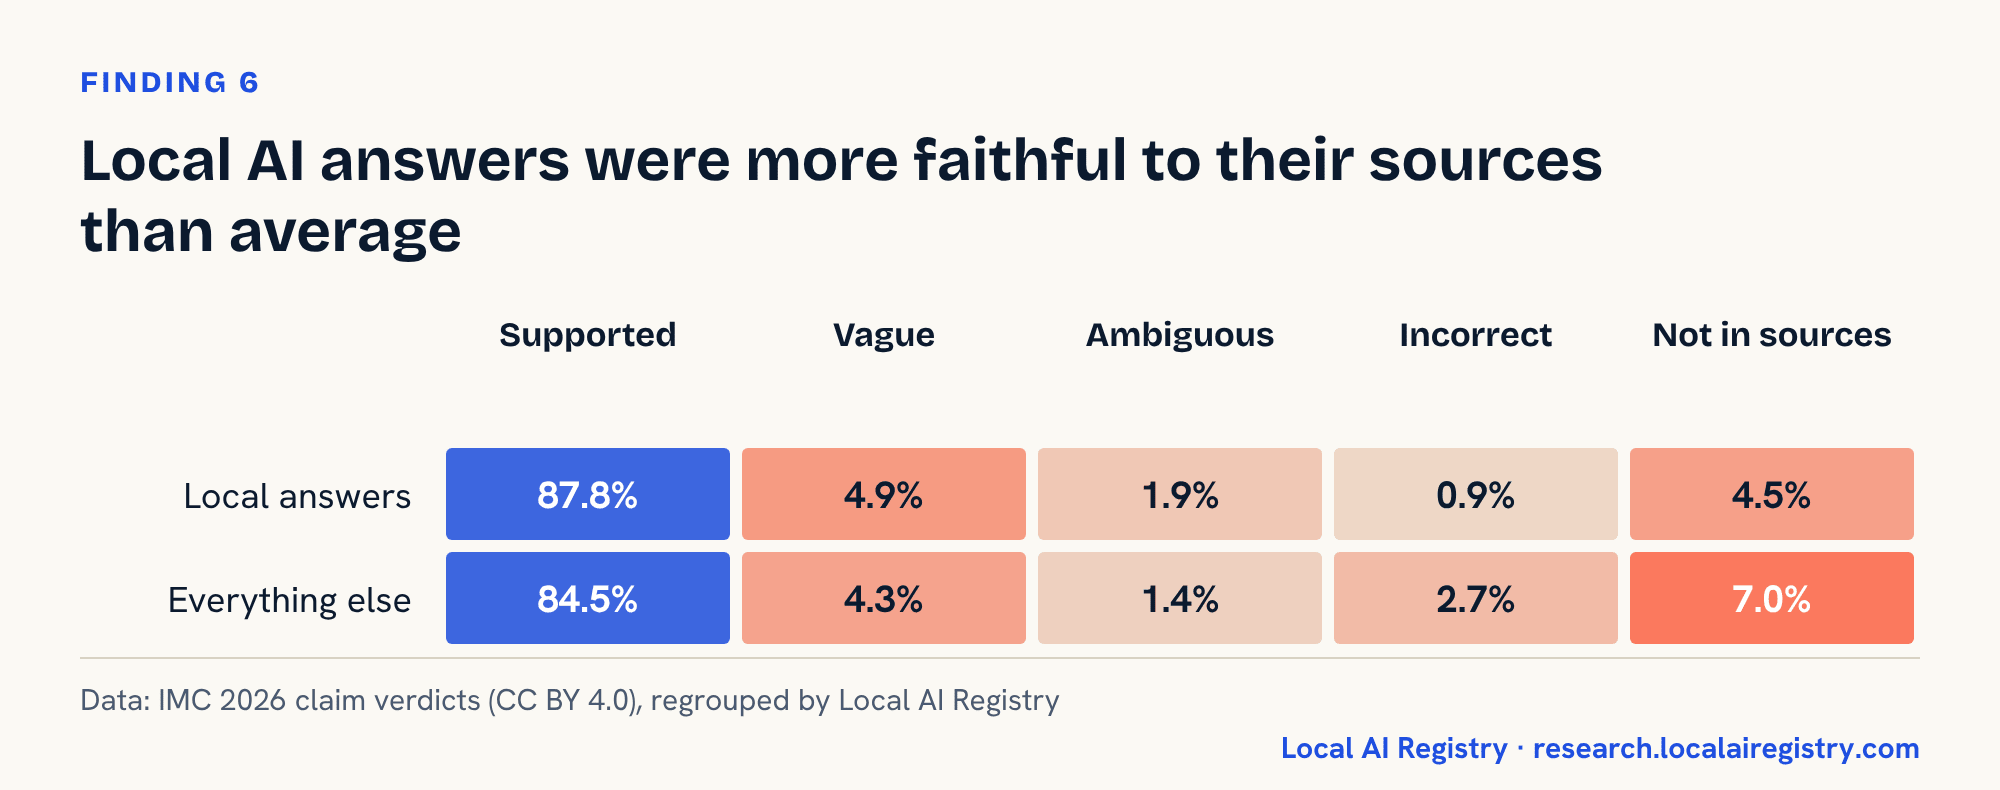 FINDING 6
Local AI answers were more faithful to their sources
than average
Supported Vague Ambiguous Incorrect Not in sources
Local answers 87.8% 4.9% 1.9% 0.9% 4.5%
Everything else 84.5% 4.3% 1.4% 2.7% 7.0%
Data: IMC 2026 claim verdicts (CC BY 4.0), regrouped by Local AI Registry
Local AI Registry · research.localairegistry.com